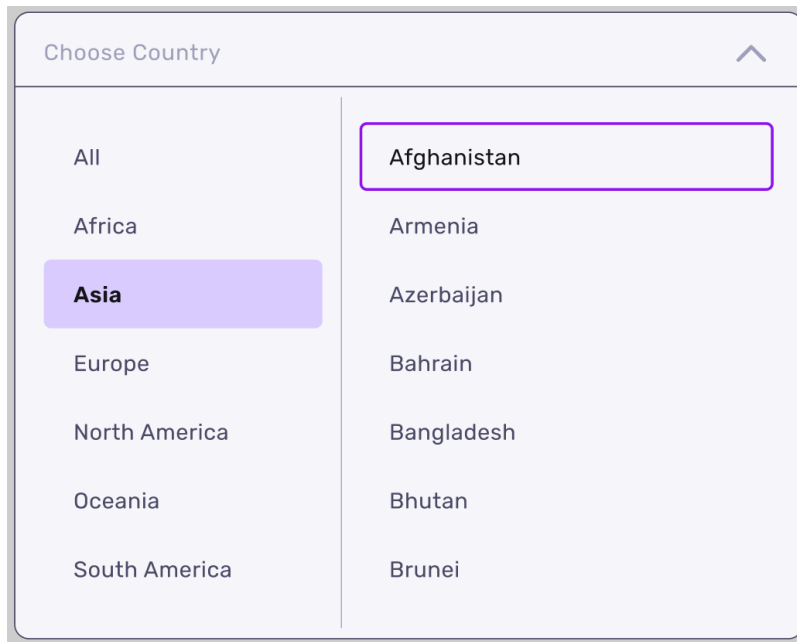 Choose Country
All
Africa
Asia
Europe
North America
Oceania
South America
Afghanistan
Armenia
Azerbaijan
Bahrain
Bangladesh
Bhutan
Brunei